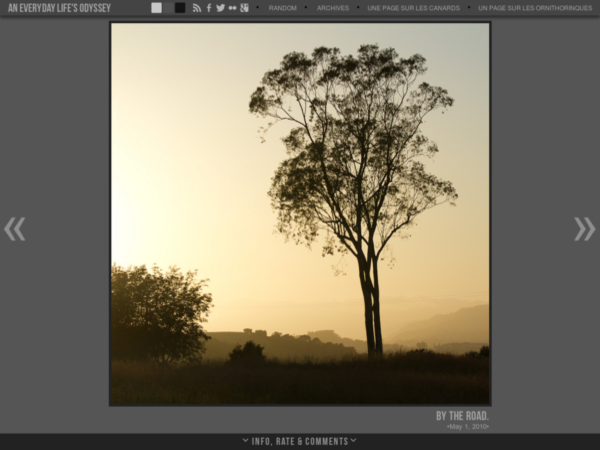 AN EVERYDAY LIFE'S ODYSSEY
RANDOM • ARCHIVES • UNE PAGE SUR LES CANARDS • UN PAGE SUR LES ORNITHORINQUES
BY THE ROAD.
•May 1, 2010•
INFO, RATE & COMMENTS